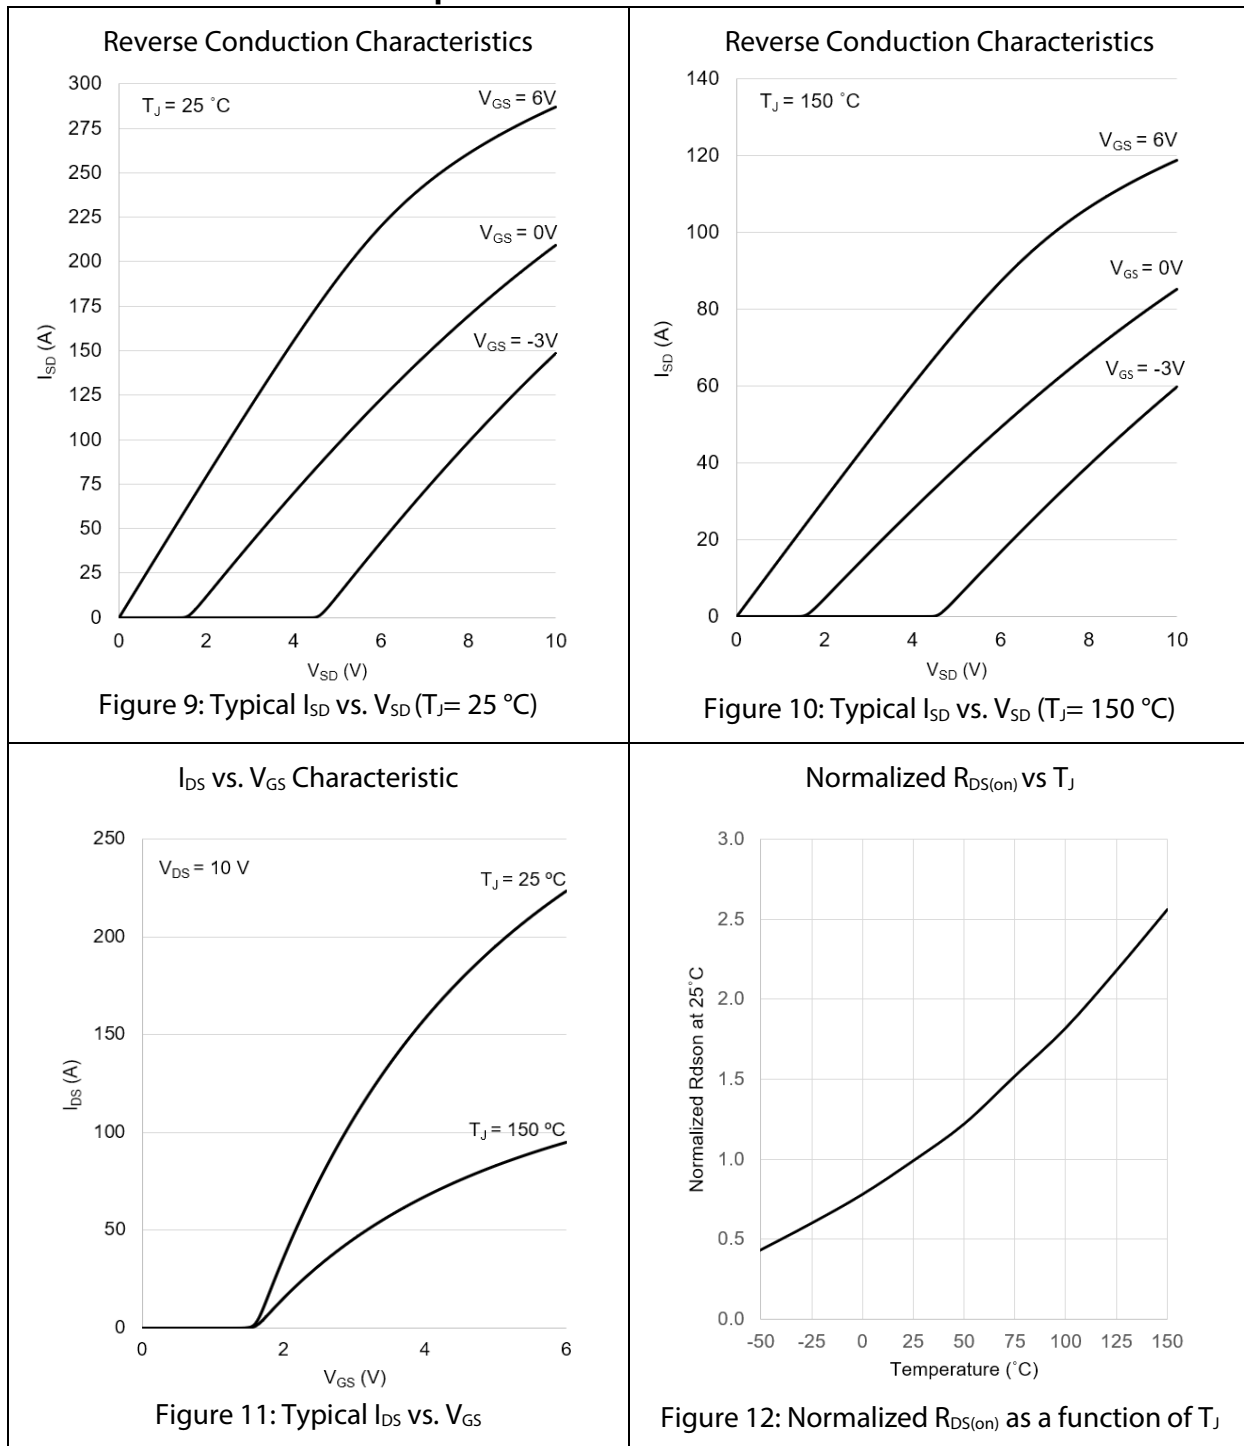 Reverse Conduction Characteristics
300
275
250
225
200
175
150
125
100
75
50
25
0
I_SD (A)
T_J = 25 ˚C
V_GS = 6V
V_GS = 0V
V_GS = -3V
0 2 4 6 8 10
V_SD (V)
Figure 9: Typical I_SD vs. V_SD (T_J= 25 °C)
Reverse Conduction Characteristics
140
120
100
80
60
40
20
0
I_SD (A)
T_J = 150 ˚C
V_GS = 6V
V_GS = 0V
V_GS = -3V
0 2 4 6 8 10
V_SD (V)
Figure 10: Typical I_SD vs. V_SD (T_J= 150 °C)
I_DS vs. V_GS Characteristic
250
200
150
100
50
0
I_DS (A)
V_DS = 10 V
T_J = 25 ºC
T_J = 150 ºC
0 2 4 6
V_GS (V)
Figure 11: Typical I_DS vs. V_GS
Normalized R_DS(on) vs T_J
3.0
2.5
2.0
1.5
1.0
0.5
0.0
Normalized Rdson at 25˚C
-50 -25 0 25 50 75 100 125 150
Temperature (˚C)
Figure 12: Normalized R_DS(on) as a function of T_J